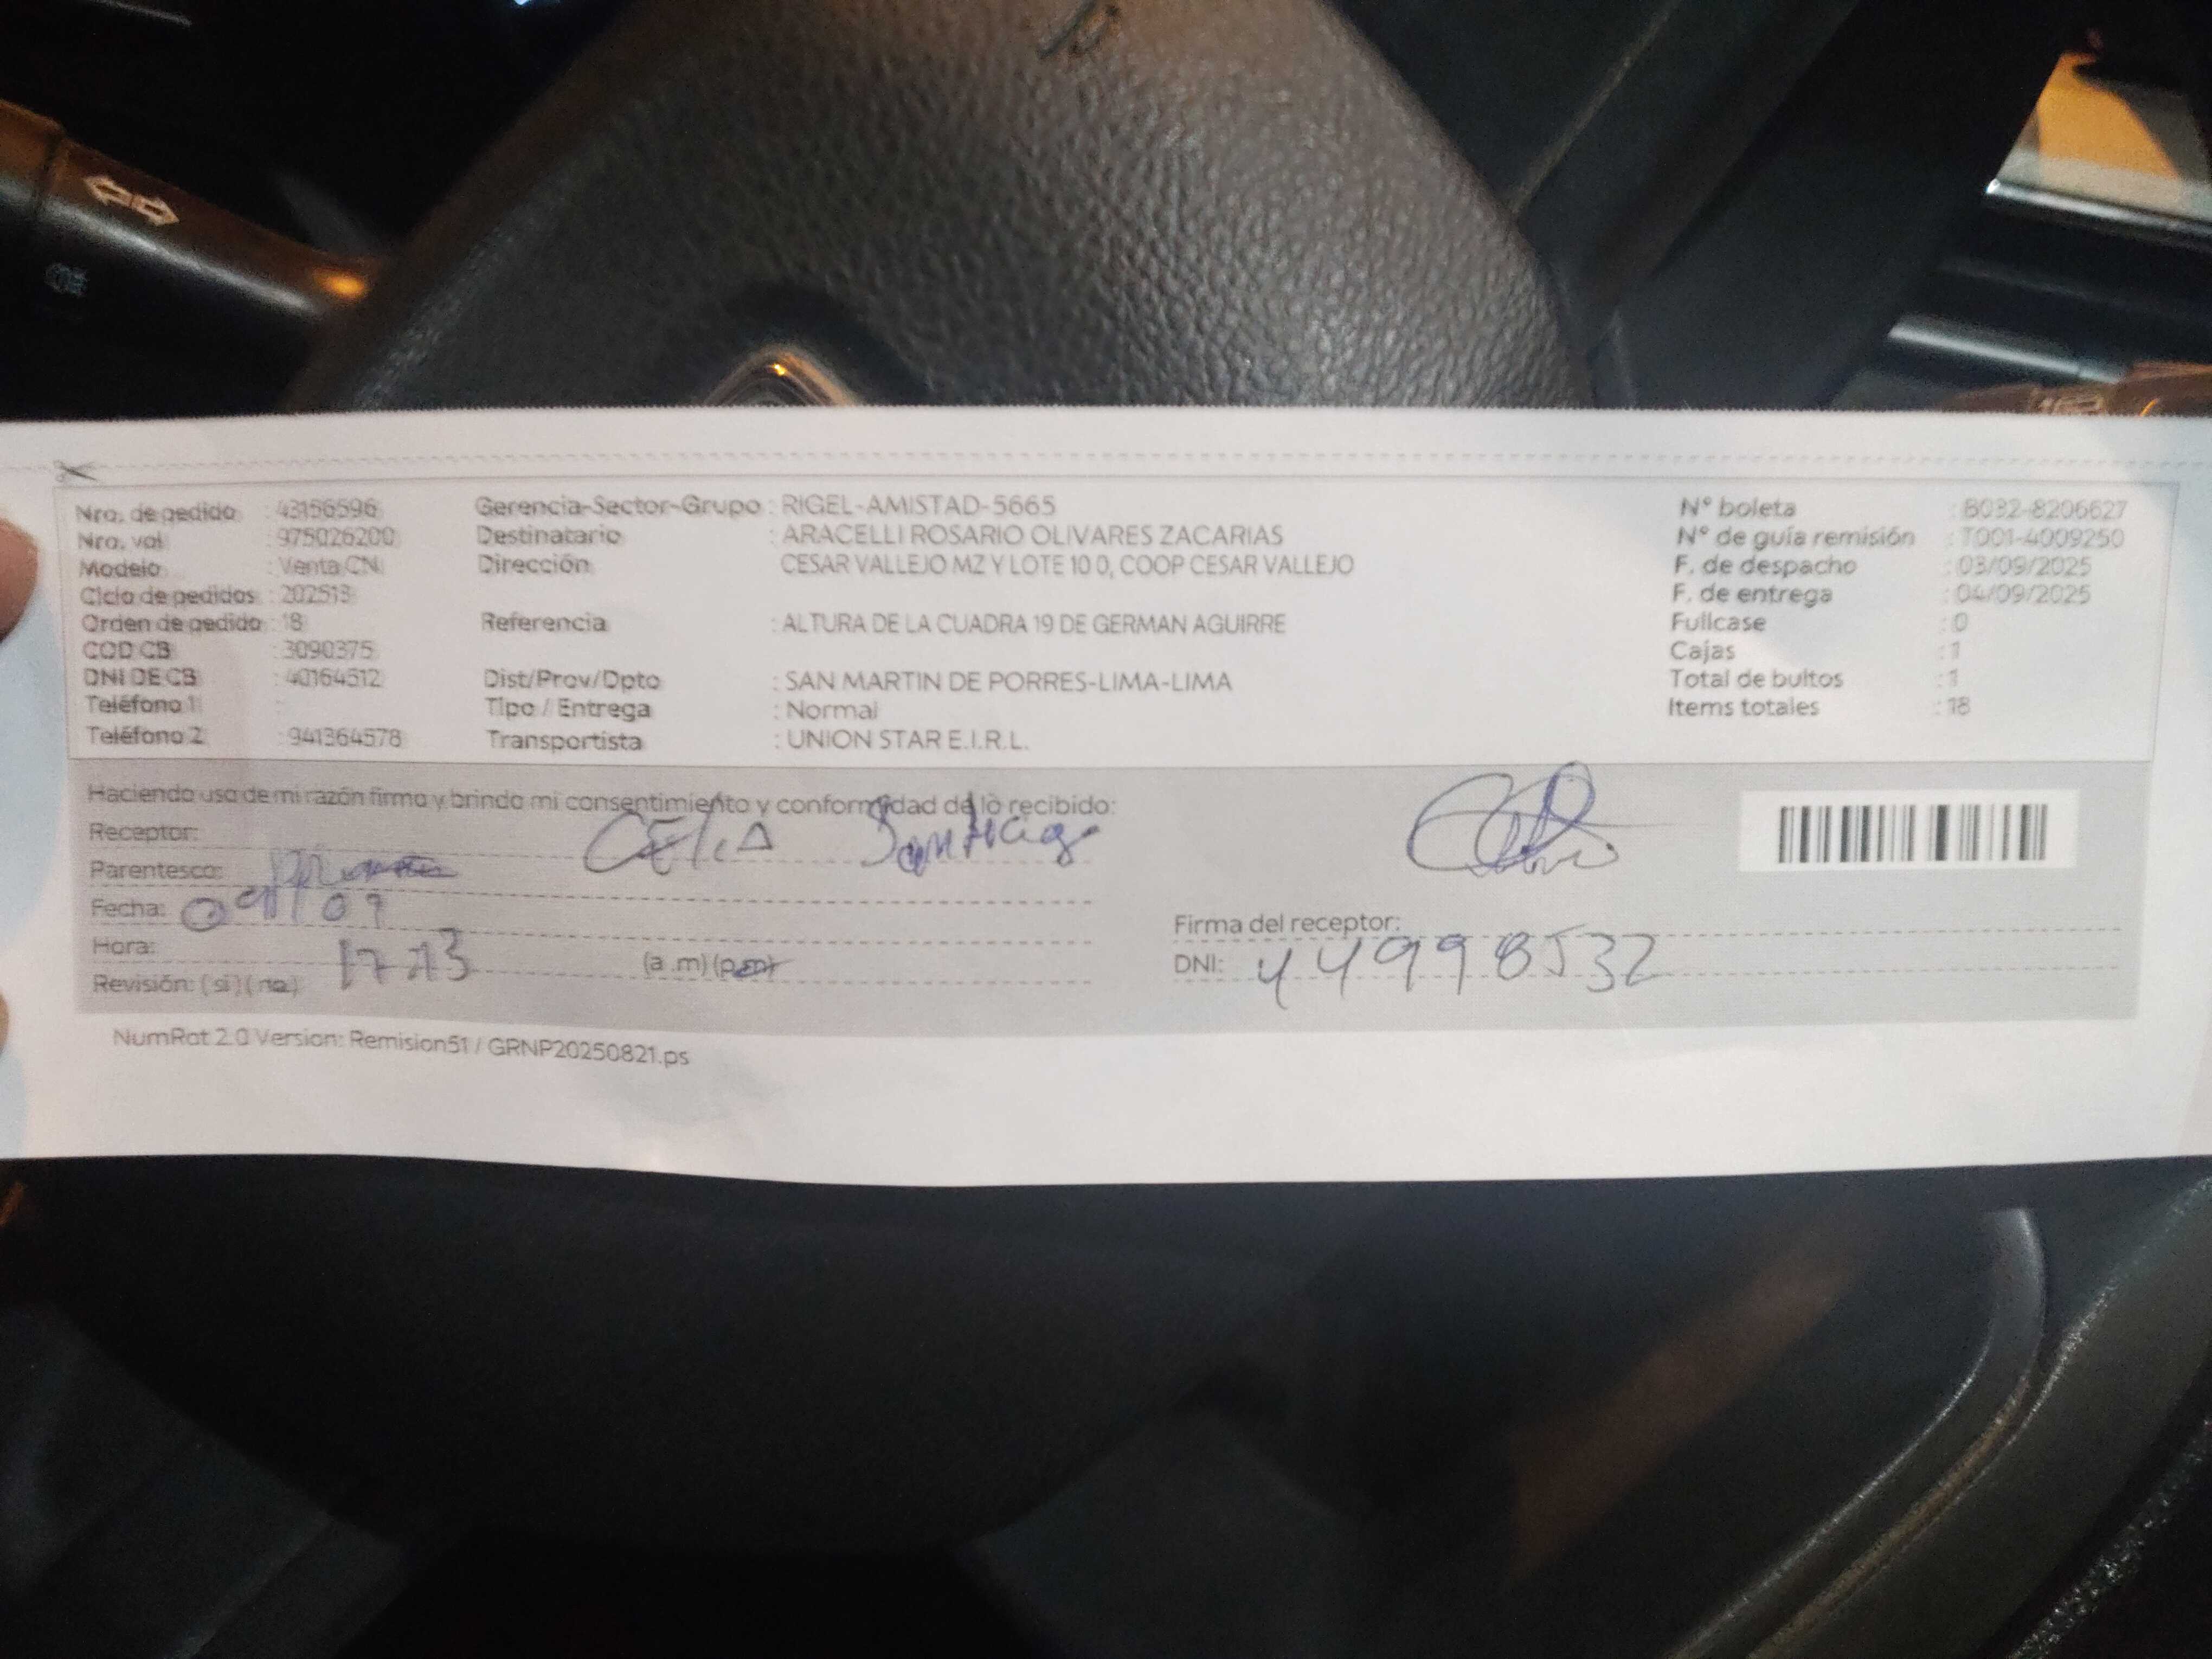 Nro. de pedido : 43156596
Nro. val : 975026200
Modelo : Venta CN
Ciclo de pedidos : 202513
Orden de pedido : 18
COD CB : 3090375
DNI DE CB : 40164512
Teléfono 1 :
Teléfono 2 : 941364578
Gerencia-Sector-Grupo : RIGEL-AMISTAD-5665
Destinatario : ARACELLI ROSARIO OLIVARES ZACARIAS
Dirección CESAR VALLEJO MZ Y LOTE 10 0, COOP CESAR VALLEJO
Referencia : ALTURA DE LA CUADRA 19 DE GERMAN AGUIRRE
Dist/Prov/Dpto : SAN MARTIN DE PORRES-LIMA-LIMA
Tipo / Entrega : Normal
Transportista : UNION STAR E.I.R.L.
N° boleta : B032-8206627
N° de guía remisión : T001-4009250
F. de despacho : 03/09/2025
F. de entrega : 04/09/2025
Fullcase : 0
Cajas : 1
Total de bultos : 1
Items totales : 18
Haciendo uso de mi razón firmo y brindo mi consentimiento y conformidad de lo recibido:
Receptor: CELIA Santiago
Parentesco:
Fecha: 09
Hora: (a.m) (p.m)
Revisión: (si) (no)
Firma del receptor:
DNI: 44998532
NumRot 2.0 Version: Remision51 / GRNP20250821.ps